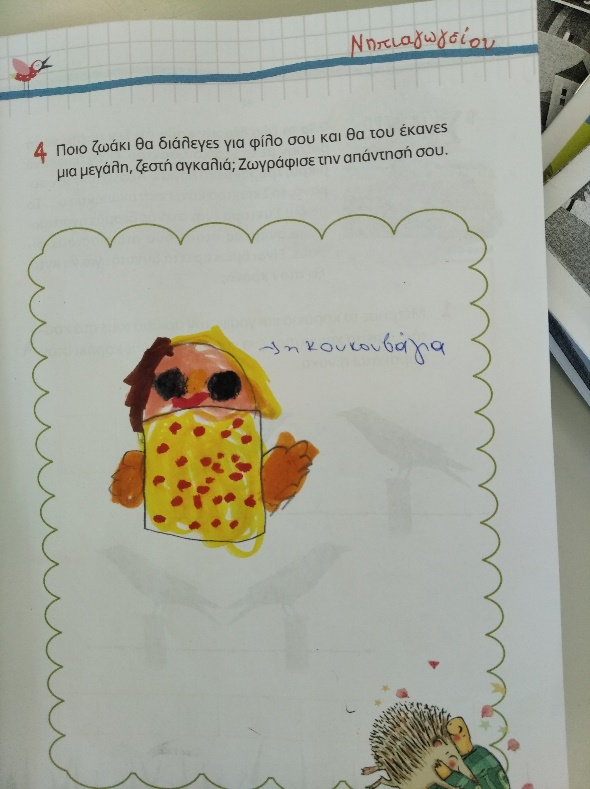 Νηπιαγωγείου
4 Ποιο ζωάκι θα διάλεγες για φίλο σου και θα του έκανες
μια μεγάλη, ζεστή αγκαλιά; Ζωγράφισε την απάντησή σου.
→η κουκουβάγια